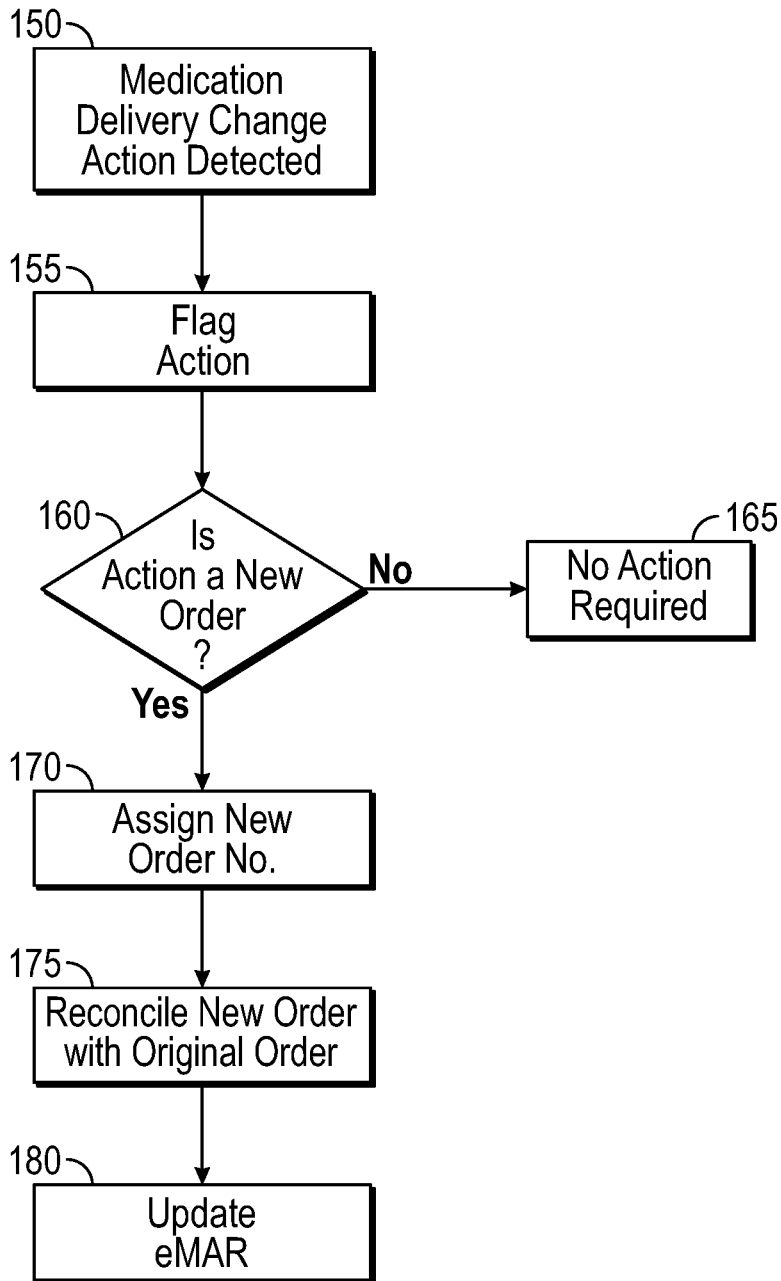 150
Medication
Delivery Change
Action Detected
155
Flag
Action
160
Is
Action a New
Order
?
No
165
No Action
Required
Yes
170
Assign New
Order No.
175
Reconcile New Order
with Original Order
180
Update
eMAR